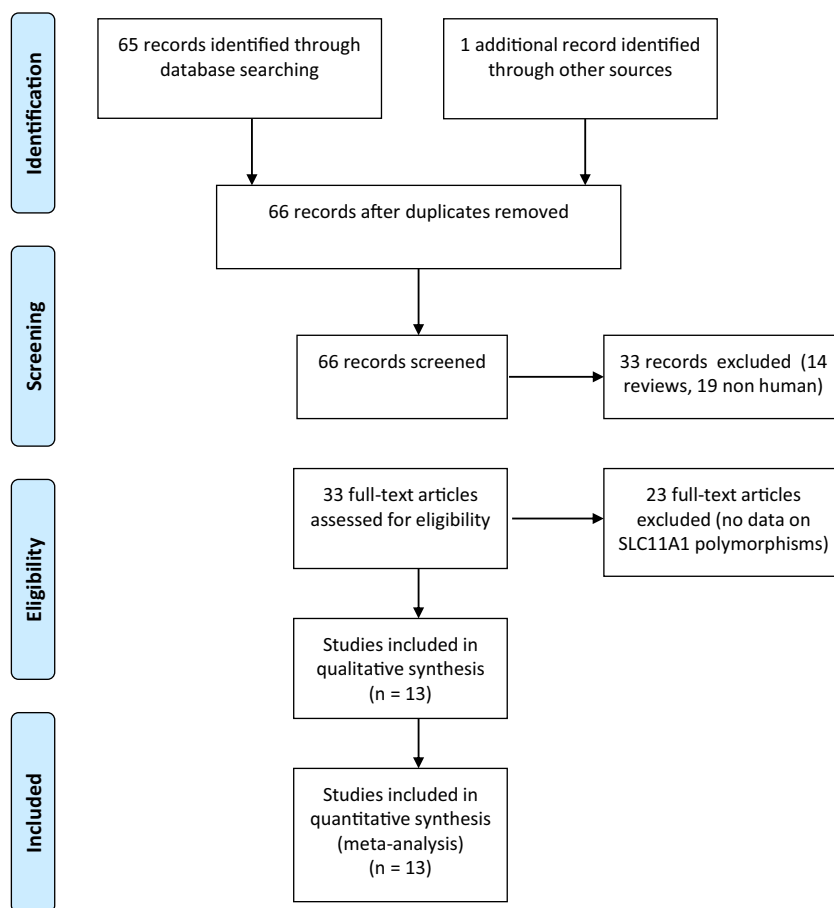 Identification
65 records identified through
database searching
1 additional record identified
through other sources
66 records after duplicates removed
Screening
66 records screened
33 records excluded (14
reviews, 19 non human)
Eligibility
33 full-text articles
assessed for eligibility
23 full-text articles
excluded (no data on
SLC11A1 polymorphisms)
Studies included in
qualitative synthesis
(n = 13)
Included
Studies included in
quantitative synthesis
(meta-analysis)
(n = 13)